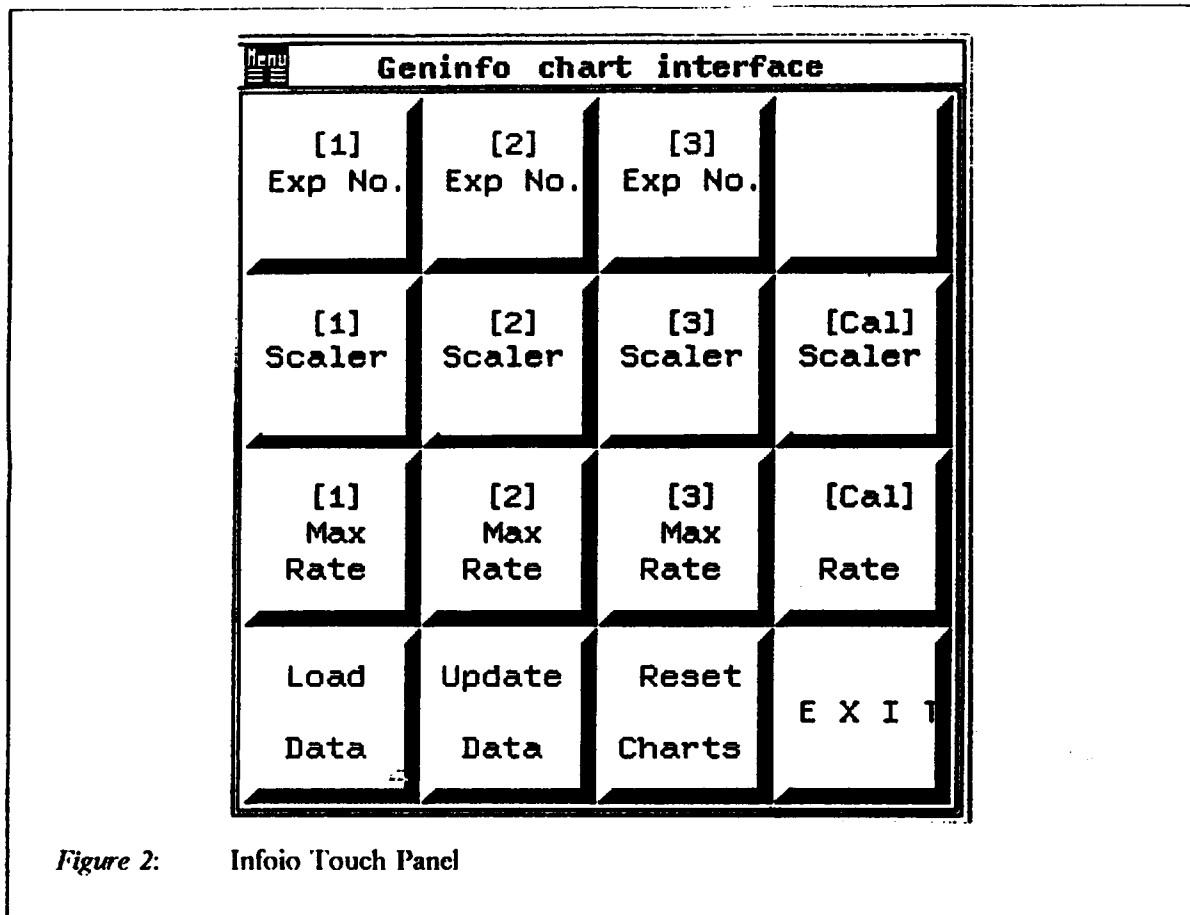 Menu
Geninfo chart interface
[1]
Exp No.
[2]
Exp No.
[3]
Exp No.
[1]
Scaler
[2]
Scaler
[3]
Scaler
[Cal]
Scaler
[1]
Max
Rate
[2]
Max
Rate
[3]
Max
Rate
[Cal]
Rate
Load
Data
Update
Data
Reset
Charts
E X I T
Figure 2: Infoio Touch Panel